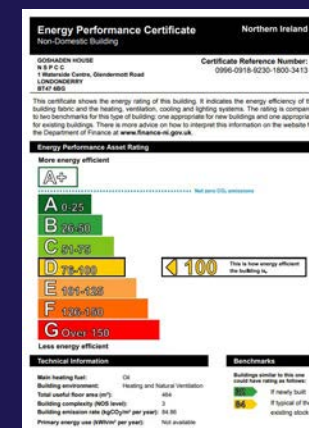 Energy Performance Certificate
Northern Ireland
Non-Domestic Building
GOSHADEN HOUSE
N S P C C
1 Waterside Centre, Glendermott Road
LONDONDERRY
BT47 6BG
Certificate Reference Number:
0996-0918-9230-1800-3413
This certificate shows the energy rating of this building. It indicates the energy efficiency of the
building fabric and the heating, ventilation, cooling and lighting systems. The rating is compared
to two benchmarks for this type of building: one appropriate for new buildings and one appropriate
for existing buildings. There is more advice on how to interpret this information on the website for
the Department of Finance at www.finance-ni.gov.uk.
Energy Performance Asset Rating
More energy efficient
A+
Net zero CO₂ emissions
A 0-25
B 26-50
C 51-75
D 76-100
100
This is how energy efficient
the building is.
E 101-125
F 126-150
G Over 150
Less energy efficient
Technical Information
Main heating fuel: Oil
Building environment: Heating and Natural Ventilation
Total useful floor area (m²): 464
Building complexity (NOS level): 3
Building emission rate (kgCO₂/m² per year):
Primary energy use (kWh/m² per year): Not available
Benchmarks
Buildings similar to this one
could have rating as follows:
If newly built
84
If typical of the
existing stock